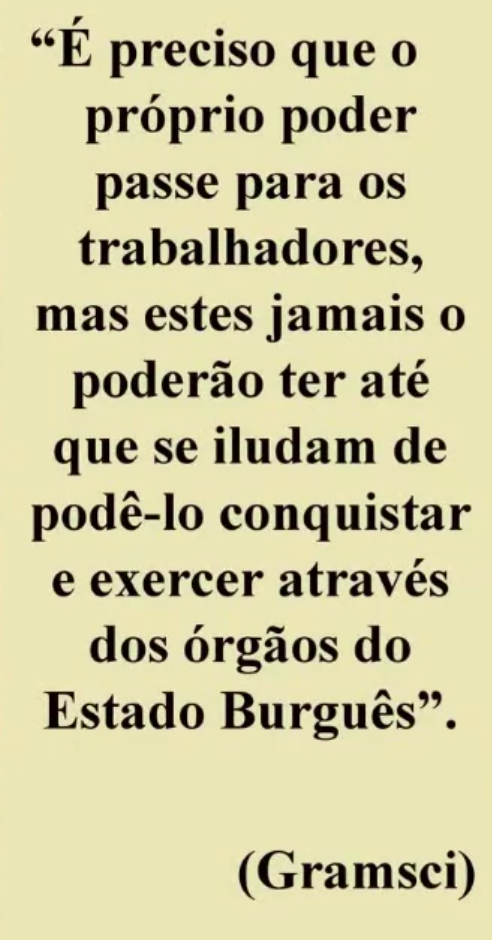 “É preciso que o
próprio poder
passe para os
trabalhadores,
mas estes jamais o
poderão ter até
que se iludam de
podê-lo conquistar
e exercer através
dos órgãos do
Estado Burguês”.
(Gramsci)